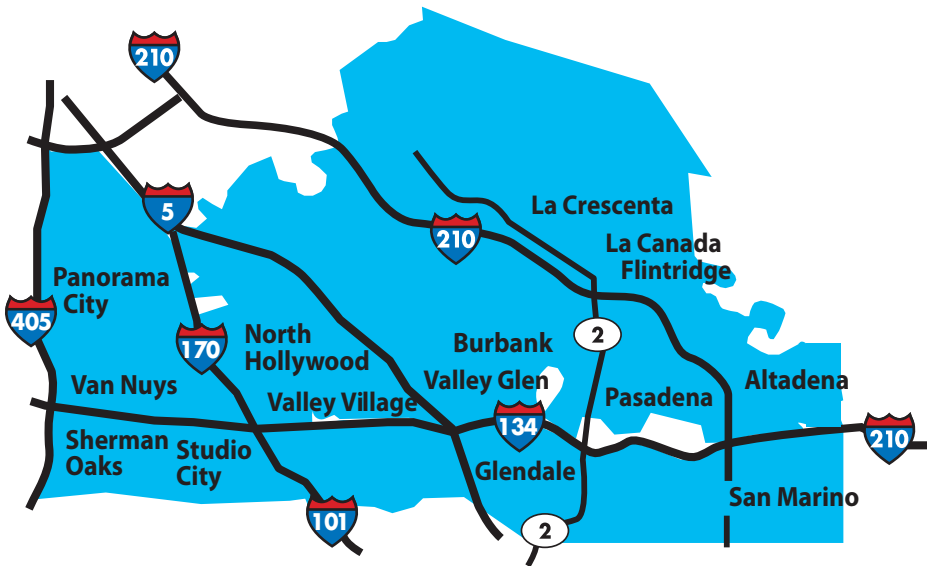 210
5
La Crescenta
210
La Canada
Flintridge
Panorama
City
405
170
North
Hollywood
2
Burbank
Van Nuys
Valley Glen
Altadena
Valley Village
Pasadena
134
210
Sherman
Oaks
Studio
City
Glendale
San Marino
101
2